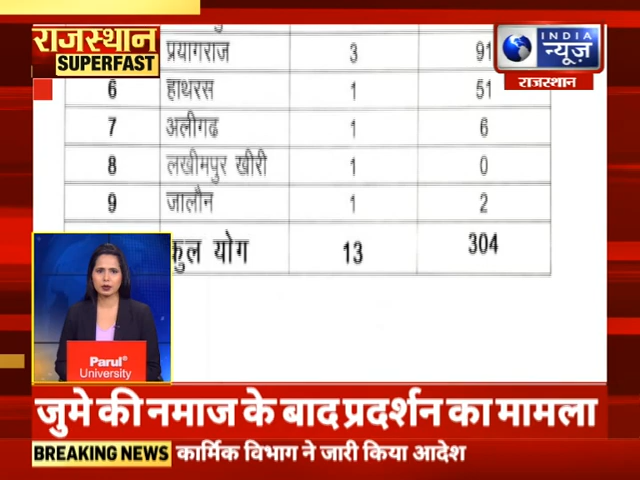 राजस्थान
SUPERFAST
INDIA
न्यूज़
राजस्थान
प्रयागराज 3 91
6 हाथरस 1 51
7 अलीगढ 1 6
8 लखीमपुर खीरी 1 0
9 जालौन 1 2
कुल योग 13 304
Parul
University
जुमे की नमाज के बाद प्रदर्शन का मामला
BREAKING NEWS कार्मिक विभाग ने जारी किया आदेश